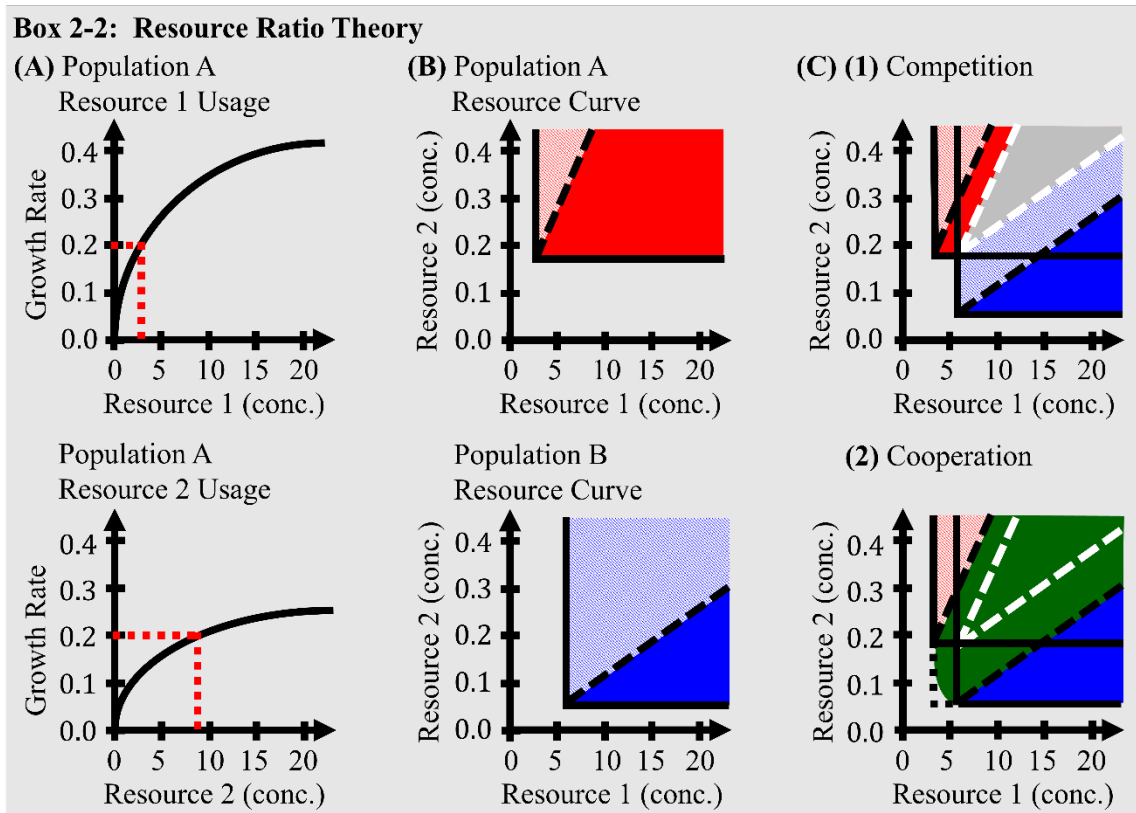 Box 2-2: Resource Ratio Theory
(A) Population A
Resource 1 Usage
Growth Rate
0.4
0.3
0.2
0.1
0.0
0 5 10 15 20
Resource 1 (conc.)
Population A
Resource 2 Usage
Growth Rate
0.4
0.3
0.2
0.1
0.0
0 5 10 15 20
Resource 2 (conc.)
(B) Population A
Resource Curve
Resource 2 (conc.)
0.4
0.3
0.2
0.1
0.0
0 5 10 15 20
Resource 1 (conc.)
Population B
Resource Curve
Resource 2 (conc.)
0.4
0.3
0.2
0.1
0.0
0 5 10 15 20
Resource 1 (conc.)
(C) (1) Competition
Resource 2 (conc.)
0.4
0.3
0.2
0.1
0.0
0 5 10 15 20
Resource 1 (conc.)
(2) Cooperation
Resource 2 (conc.)
0.4
0.3
0.2
0.1
0.0
0 5 10 15 20
Resource 1 (conc.)